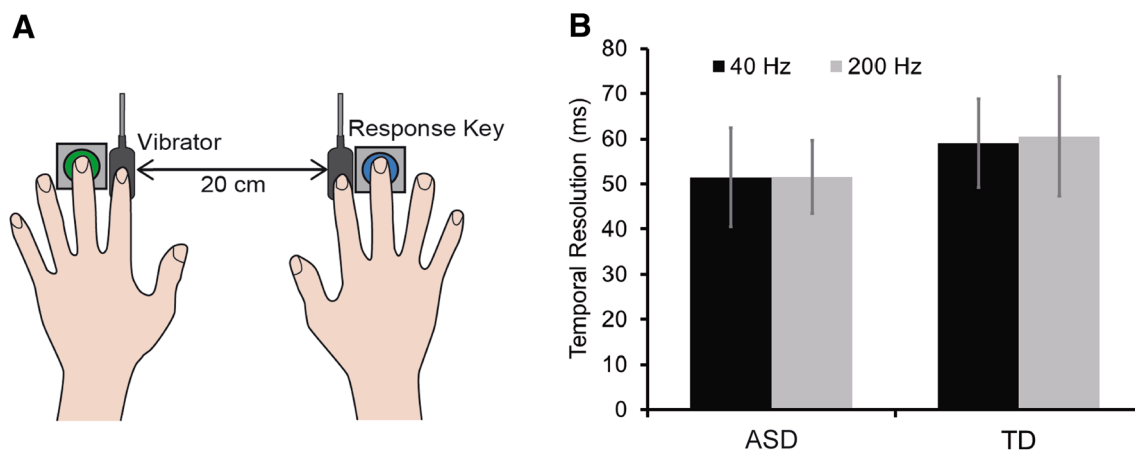 A
Vibrator
Response Key
20 cm
B
40 Hz
200 Hz
Temporal Resolution (ms)
80
70
60
50
40
30
20
10
0
ASD
TD